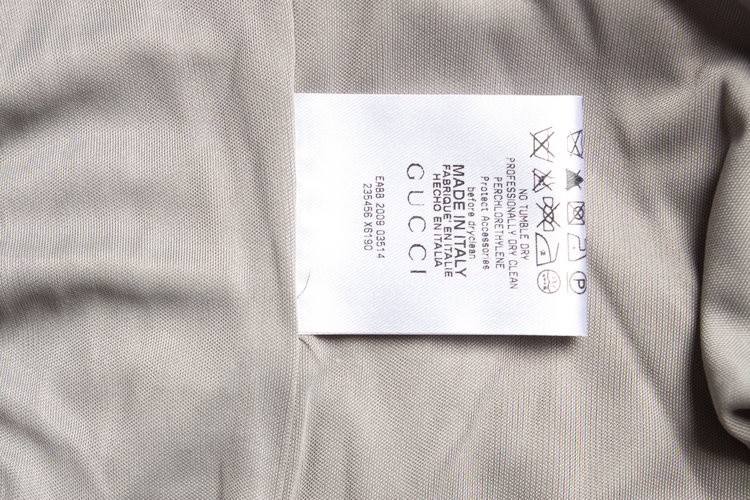 NO TUMBLE DRY
PROFESSIONALLY DRY CLEAN
PERCHLORETHYLENE
Protect Accessories
before dryclean
MADE IN ITALY
FABRIQUE' EN ITALIE
HECHO EN ITALIA
GUCCI
EABB 2009 03514
235456 X6190